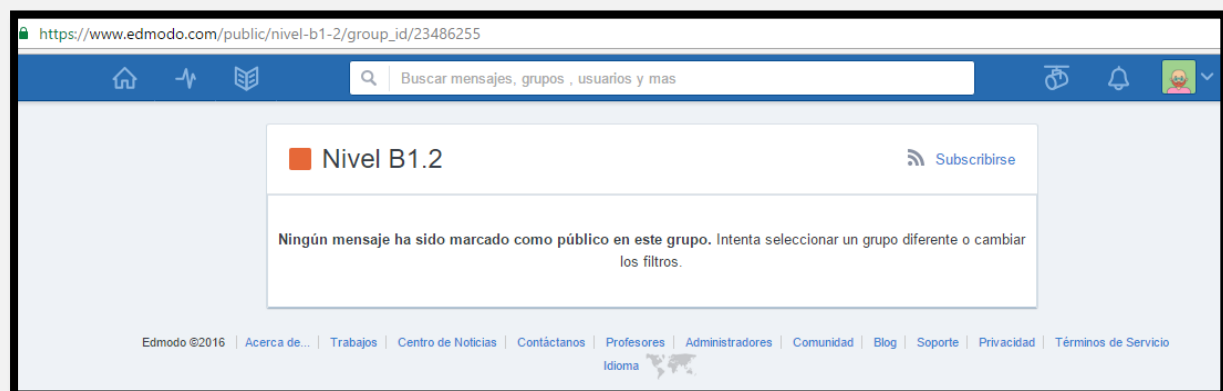 https://www.edmodo.com/public/nivel-b1-2/group_id/23486255
Buscar mensajes, grupos , usuarios y mas
Nivel B1.2
Subscribirse
Ningún mensaje ha sido marcado como público en este grupo. Intenta seleccionar un grupo diferente o cambiar
los filtros.
Edmodo ©2016 | Acerca de... | Trabajos | Centro de Noticias | Contáctanos | Profesores | Administradores | Comunidad | Blog | Soporte | Privacidad | Términos de Servicio
Idioma